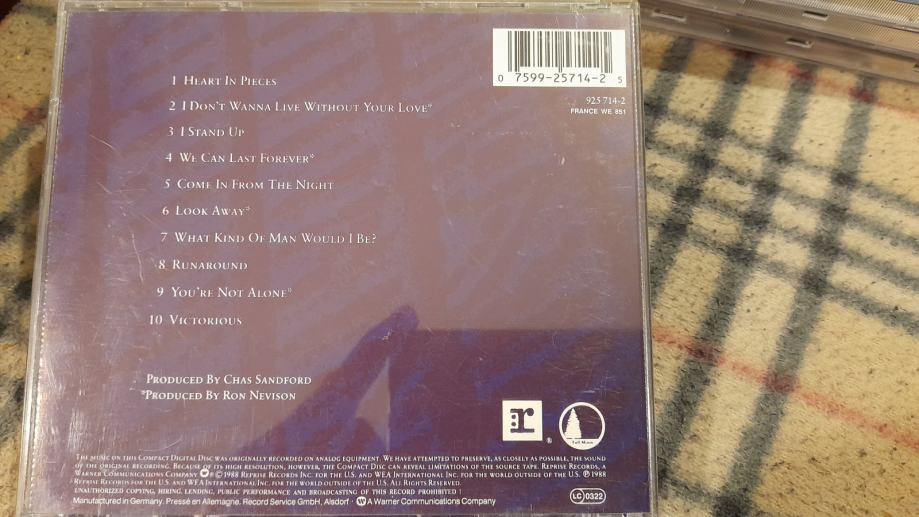 0 7599-25714-2 5
925 714-2
FRANCE WE 851
1 HEART IN PIECES
2 I DON'T WANNA LIVE WITHOUT YOUR LOVE*
3 I STAND UP
4 WE CAN LAST FOREVER*
5 COME IN FROM THE NIGHT
6 LOOK AWAY*
7 WHAT KIND OF MAN WOULD I BE?
8 RUNAROUND
9 YOU'RE NOT ALONE*
10 VICTORIOUS
PRODUCED BY CHAS SANDFORD
*PRODUCED BY RON NEVISON
r ®
Full Moon
THE MUSIC ON THIS COMPACT DIGITAL DISC WAS ORIGINALLY RECORDED ON ANALOG EQUIPMENT. WE HAVE ATTEMPTED TO PRESERVE, AS CLOSELY AS POSSIBLE, THE SOUND
OF THE ORIGINAL RECORDING. BECAUSE OF ITS HIGH RESOLUTION, HOWEVER, THE COMPACT DISC CAN REVEAL LIMITATIONS OF THE SOURCE TAPE. REPRISE RECORDS, A
WARNER COMMUNICATIONS COMPANY ® © 1988 REPRISE RECORDS INC. FOR THE U.S. AND WEA INTERNATIONAL INC. FOR THE WORLD OUTSIDE OF THE U.S. ℗ 1988
REPRISE RECORDS FOR THE U.S. AND WEA INTERNATIONAL INC. FOR THE WORLD OUTSIDE OF THE U.S. ALL RIGHTS RESERVED.
UNAUTHORIZED COPYING, HIRING, LENDING, PUBLIC PERFORMANCE AND BROADCASTING OF THIS RECORD PROHIBITED !
Manufactured in Germany. Pressé en Allemagne. Record Service GmbH, Alsdorf · A Warner Communications Company
LC 0322